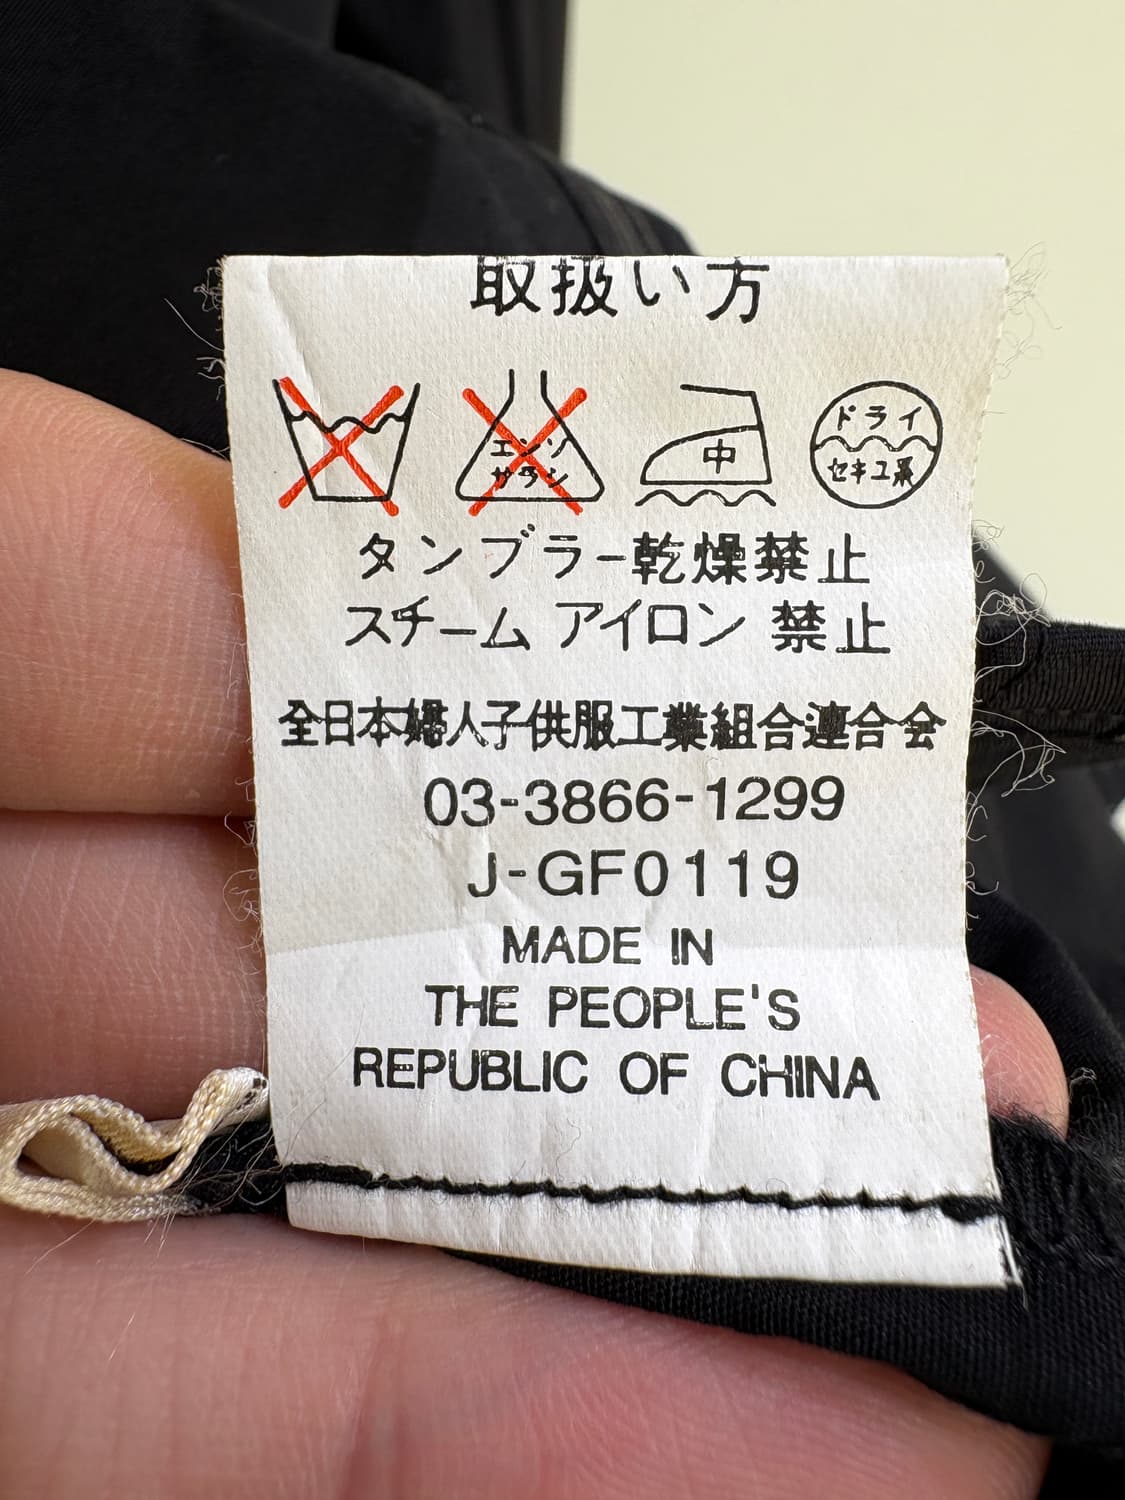 取扱い方
エンソ
サラシ
中
ドライ
セキユ系
タンブラー乾燥禁止
スチーム アイロン 禁止
全日本婦人子供服工業組合連合会
03-3866-1299
J-GF0119
MADE IN
THE PEOPLE'S
REPUBLIC OF CHINA